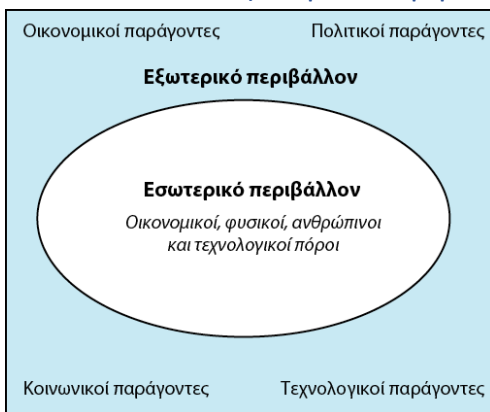 Οικονομικοί παράγοντες Πολιτικοί παράγοντες
Εξωτερικό περιβάλλον
Εσωτερικό περιβάλλον
Οικονομικοί, φυσικοί, ανθρώπινοι
και τεχνολογικοί πόροι
Κοινωνικοί παράγοντες Τεχνολογικοί παράγοντες